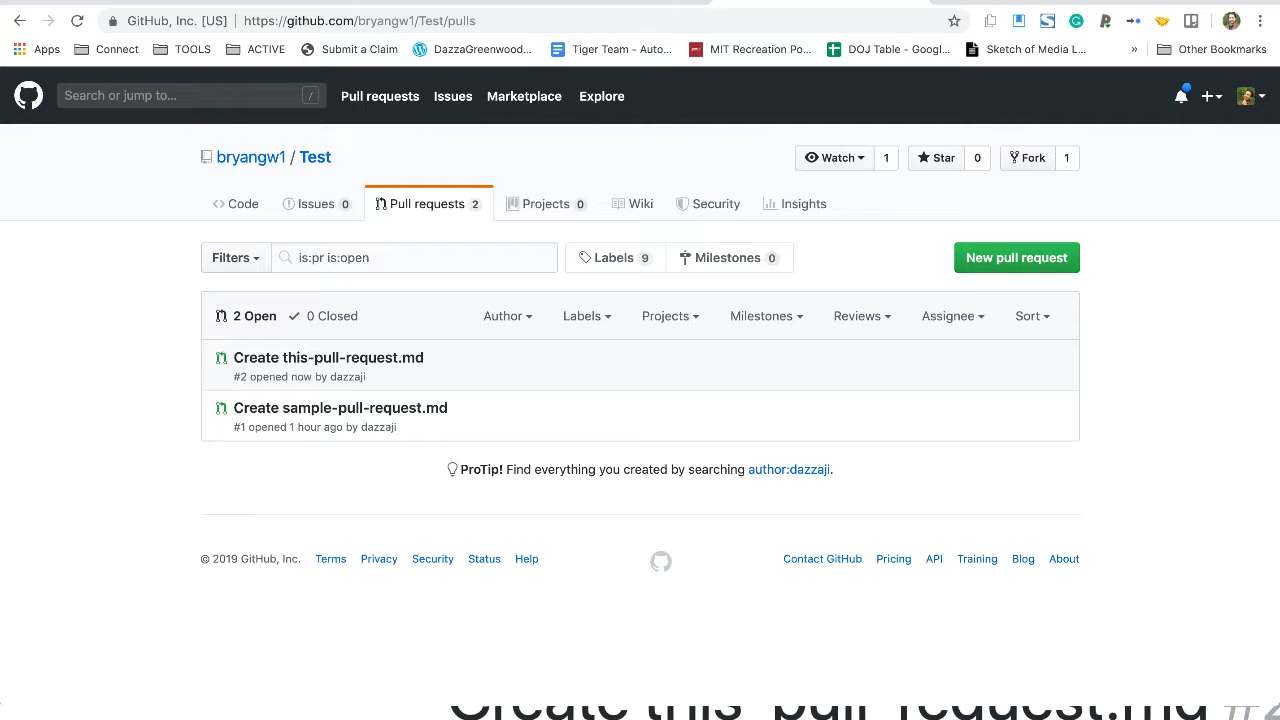 GitHub, Inc. [US] | https://github.com/bryangw1/Test/pulls
Apps Connect TOOLS ACTIVE Submit a Claim DazzaGreenwood... Tiger Team - Auto... MIT Recreation Po... DOJ Table - Googl... Sketch of Media L... » Other Bookmarks
Search or jump to... / Pull requests Issues Marketplace Explore
bryangw1 / Test Watch 1 Star 0 Fork 1
Code Issues 0 Pull requests 2 Projects 0 Wiki Security Insights
Filters is:pr is:open Labels 9 Milestones 0 New pull request
2 Open 0 Closed Author Labels Projects Milestones Reviews Assignee Sort
Create this-pull-request.md
#2 opened now by dazzaji
Create sample-pull-request.md
#1 opened 1 hour ago by dazzaji
ProTip! Find everything you created by searching author:dazzaji.
© 2019 GitHub, Inc. Terms Privacy Security Status Help Contact GitHub Pricing API Training Blog About
Create this-pull-request.md #2